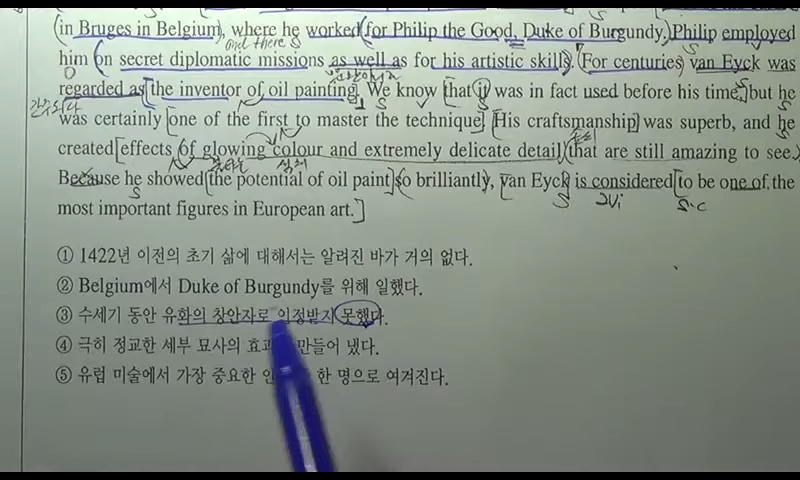 (in Bruges in Belgium), where he worked (for Philip the Good, Duke of Burgundy.) Philip employed
and there S
him (on secret diplomatic missions as well as for his artistic skills). (For centuries) van Eyck was
regarded as [the inventor of oil painting.] We know [that it was in fact used before his time,] but he
간주되다
was certainly [one of the first to master the technique.] [His craftsmanship] was superb, and he
created [effects of glowing colour and extremely delicate detail] (that are still amazing to see.)
Because he showed [the potential of oil paint] so brilliantly, van Eyck is considered [to be one of the
S S 2Vi S.C
most important figures in European art.]
① 1422년 이전의 초기 삶에 대해서는 알려진 바가 거의 없다.
② Belgium에서 Duke of Burgundy를 위해 일했다.
③ 수세기 동안 유화의 창안자로 인정받지 못했다.
④ 극히 정교한 세부 묘사의 효과 만들어 냈다.
⑤ 유럽 미술에서 가장 중요한 한 명으로 여겨진다.